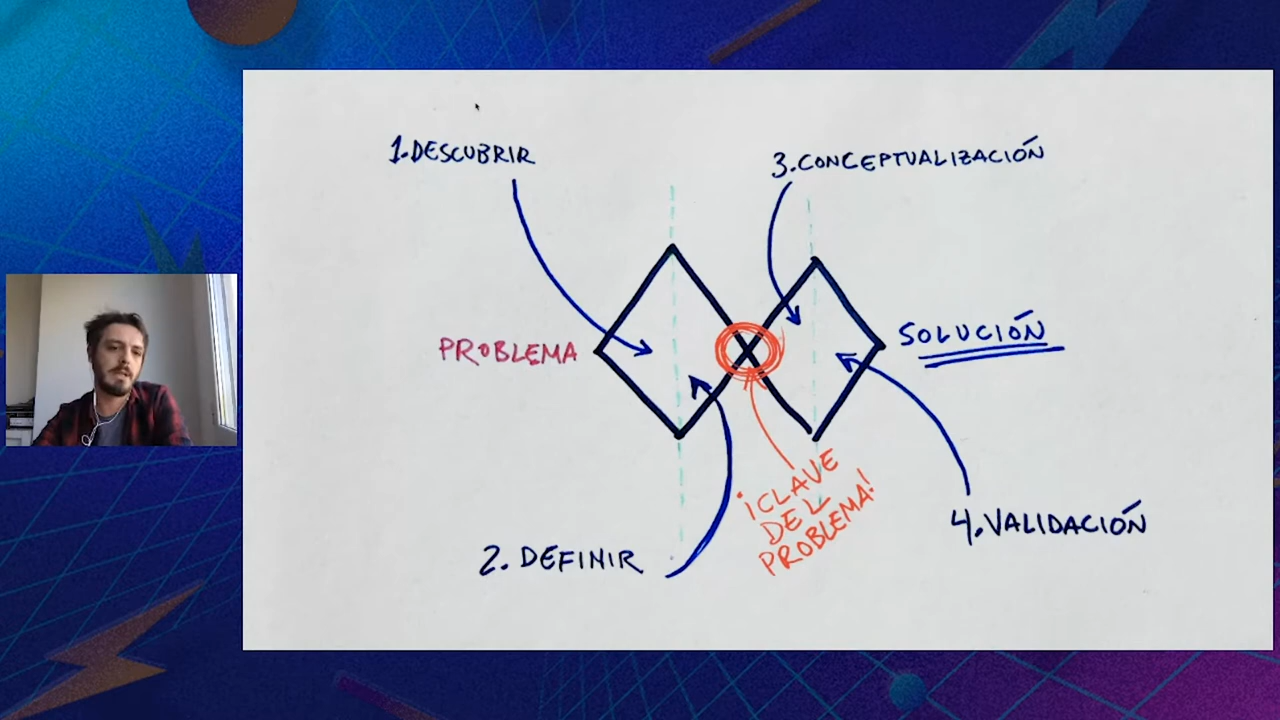 1. DESCUBRIR
3. CONCEPTUALIZACIÓN
PROBLEMA
SOLUCIÓN
¡CLAVE
DEL
PROBLEMA!
4. VALIDACIÓN
2. DEFINIR